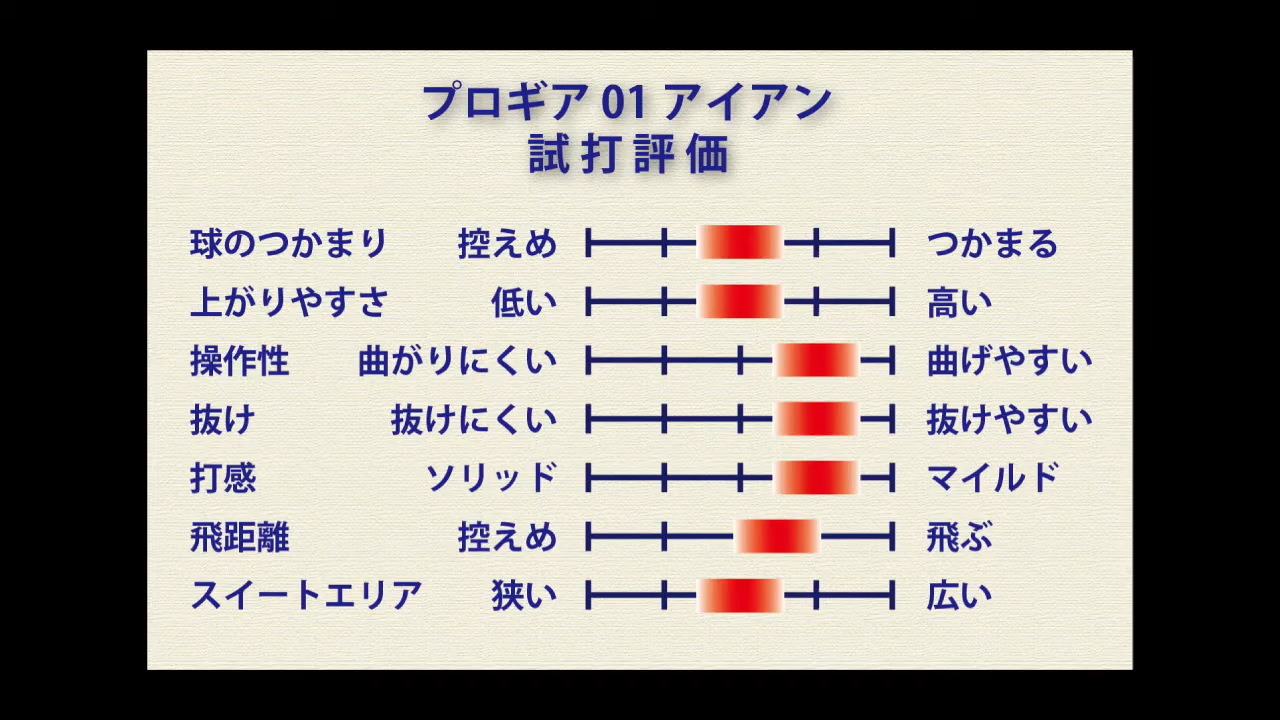 プロギア 01 アイアン
試打評価
球のつかまり 控えめ つかまる
上がりやすさ 低い 高い
操作性 曲がりにくい 曲げやすい
抜け 抜けにくい 抜けやすい
打感 ソリッド マイルド
飛距離 控えめ 飛ぶ
スイートエリア 狭い 広い